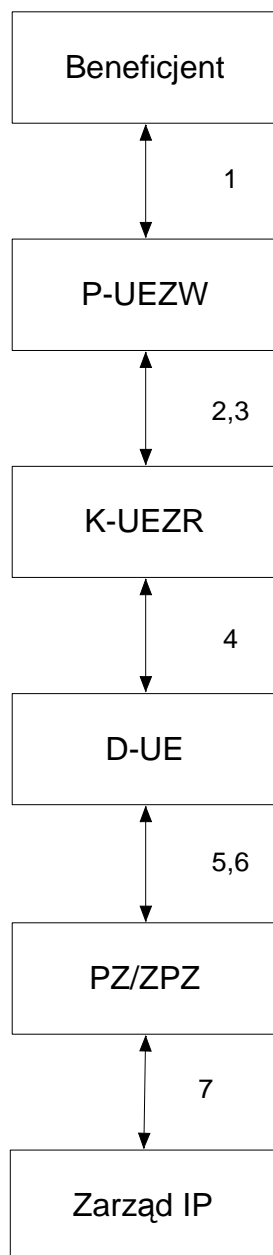 Beneficjent
1
P-UEZW
2,3
K-UEZR
4
D-UE
5,6
PZ/ZPZ
7
Zarząd IP